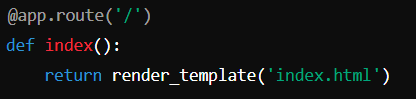 @app.route('/')
def index():
    return render_template('index.html')